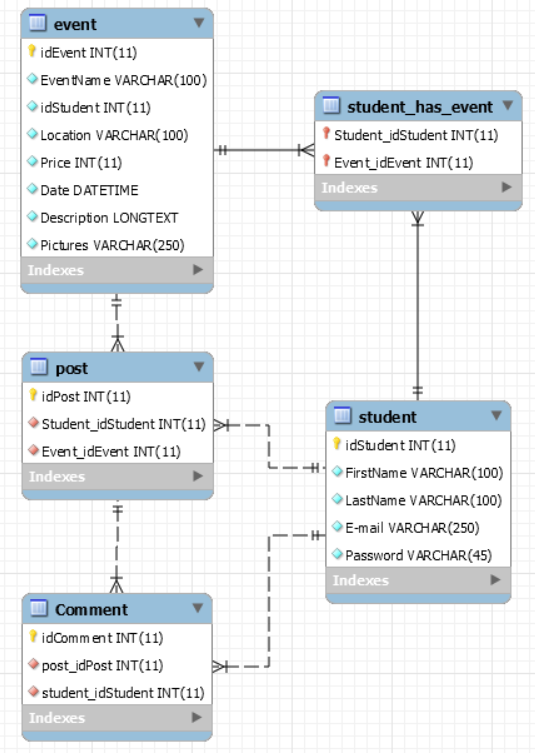 event
idEvent INT(11)
EventName VARCHAR(100)
idStudent INT(11)
Location VARCHAR(100)
Price INT(11)
Date DATETIME
Description LONGTEXT
Pictures VARCHAR(250)
Indexes
student_has_event
Student_idStudent INT(11)
Event_idEvent INT(11)
Indexes
post
idPost INT(11)
Student_idStudent INT(11)
Event_idEvent INT(11)
Indexes
student
idStudent INT(11)
FirstName VARCHAR(100)
LastName VARCHAR(100)
E-mail VARCHAR(250)
Password VARCHAR(45)
Indexes
Comment
idComment INT(11)
post_idPost INT(11)
student_idStudent INT(11)
Indexes